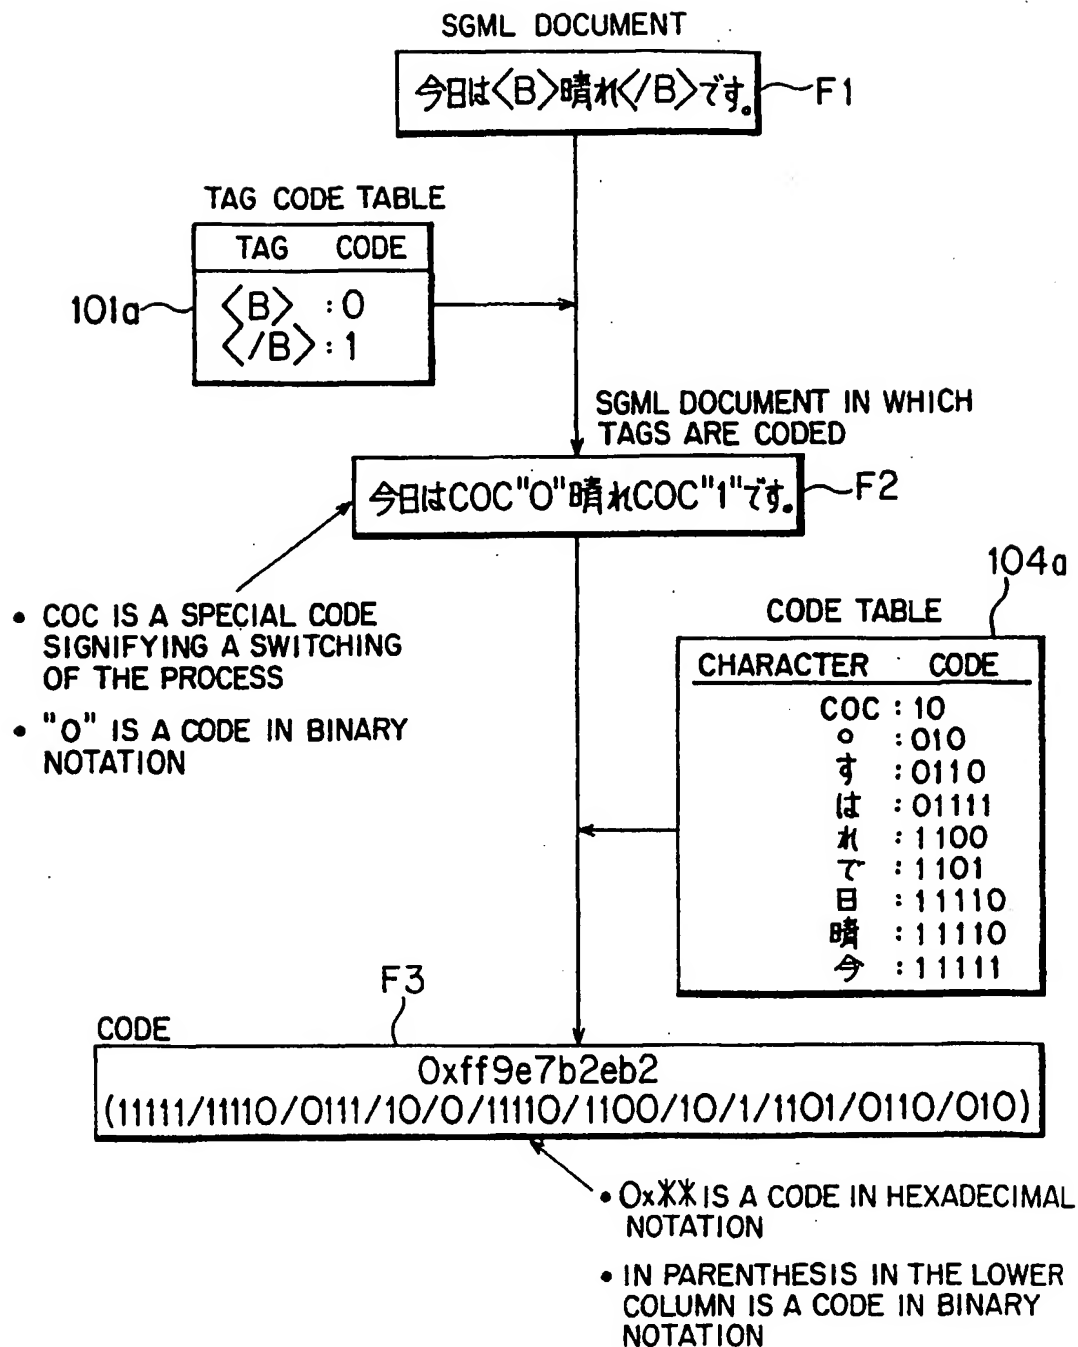 SGML DOCUMENT
今日は<B>晴れ</B>です。
F1
TAG CODE TABLE
TAG CODE
<B> :0
</B>:1
101a
SGML DOCUMENT IN WHICH
TAGS ARE CODED
今日はCOC"0"晴れCOC"1"です。
F2
• COC IS A SPECIAL CODE
SIGNIFYING A SWITCHING
OF THE PROCESS
• "0" IS A CODE IN BINARY
NOTATION
104a
CODE TABLE
CHARACTER CODE
COC :10
。 :010
す :0110
は :01111
れ :1100
で :1101
日 :11110
晴 :11110
今 :11111
F3
CODE
0xff9e7b2eb2
(11111/11110/0111/10/0/11110/1100/10/1/1101/0110/010)
• 0x** IS A CODE IN HEXADECIMAL
NOTATION
• IN PARENTHESIS IN THE LOWER
COLUMN IS A CODE IN BINARY
NOTATION